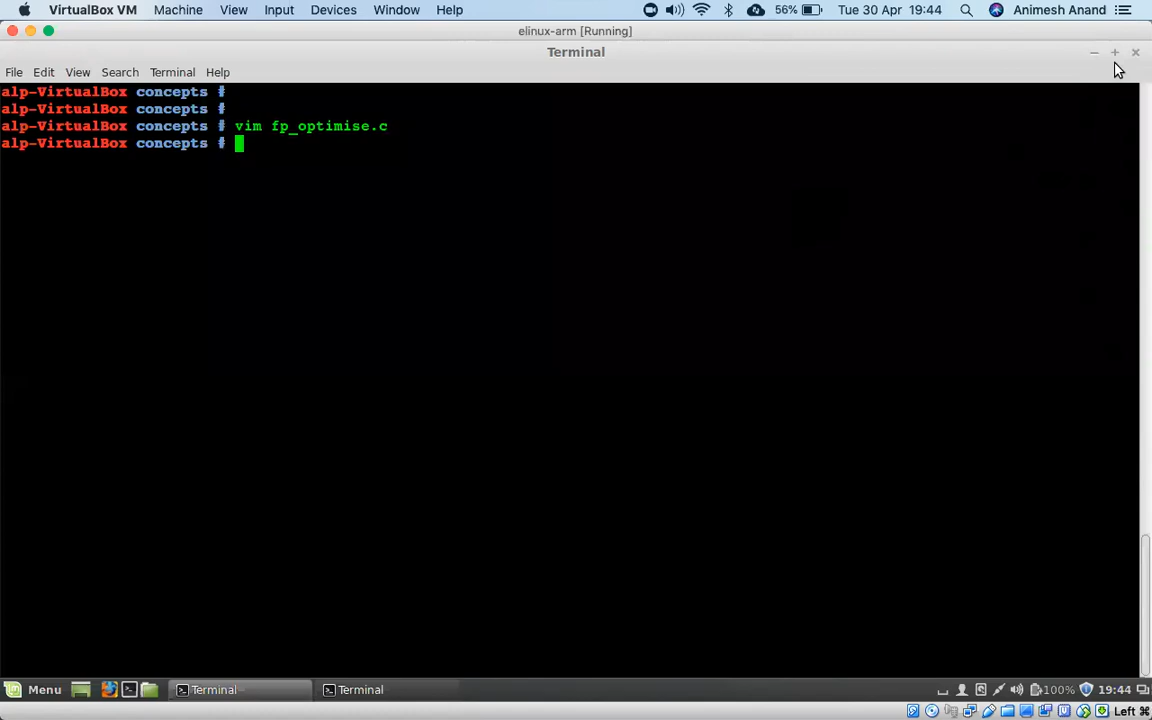 VirtualBox VM Machine View Input Devices Window Help 56% Tue 30 Apr 19:44 Animesh Anand
elinux-arm [Running]
Terminal
File Edit View Search Terminal Help
alp-VirtualBox concepts #
alp-VirtualBox concepts #
alp-VirtualBox concepts # vim fp_optimise.c
alp-VirtualBox concepts #
Menu Terminal Terminal 100% 19:44
Left ⌘